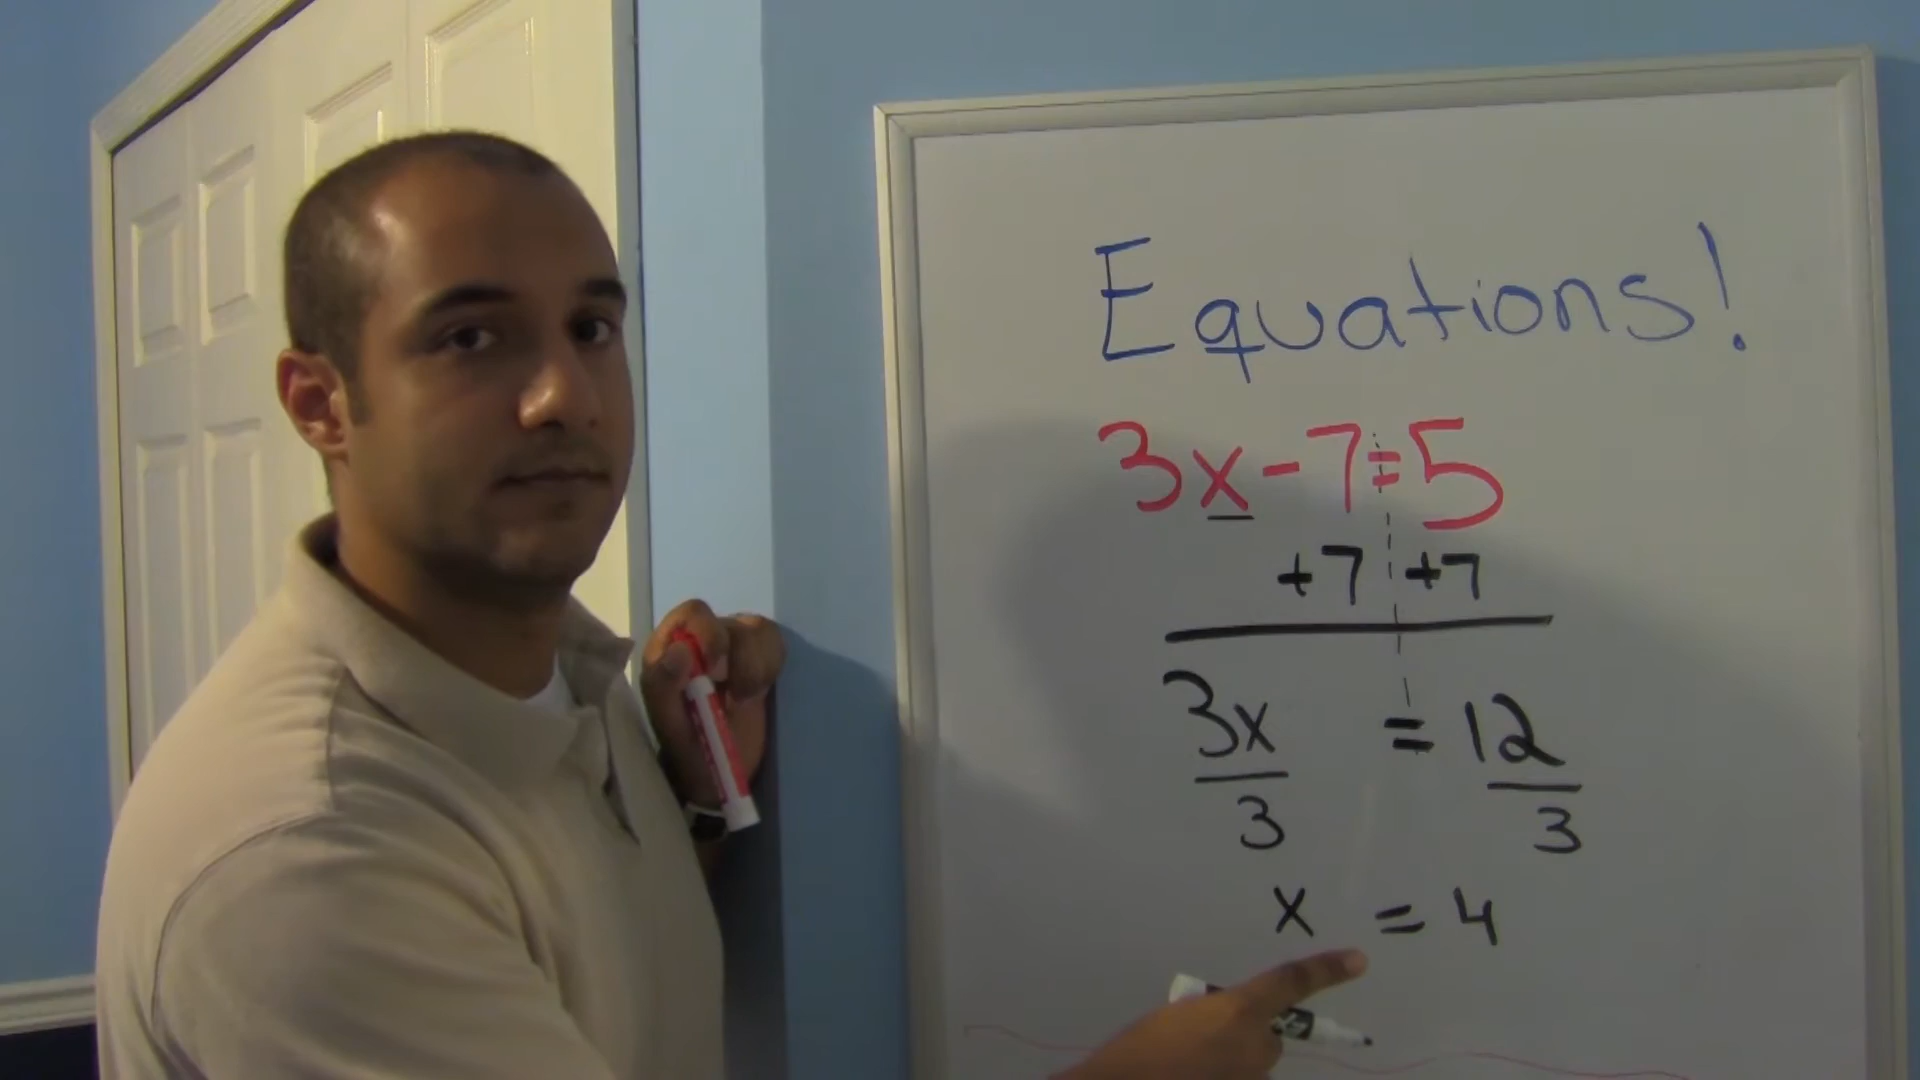 Equations!
3x-7=5
+7 +7
3x = 12
3 3
x = 4